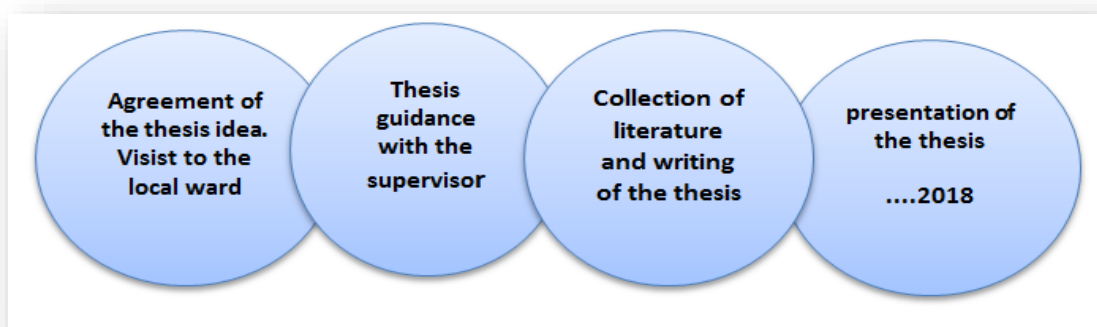 Agreement of
the thesis idea.
Visist to the
local ward
Thesis
guidance
with the
supervisor
Collection of
literature
and writing
of the thesis
presentation of
the thesis
....2018